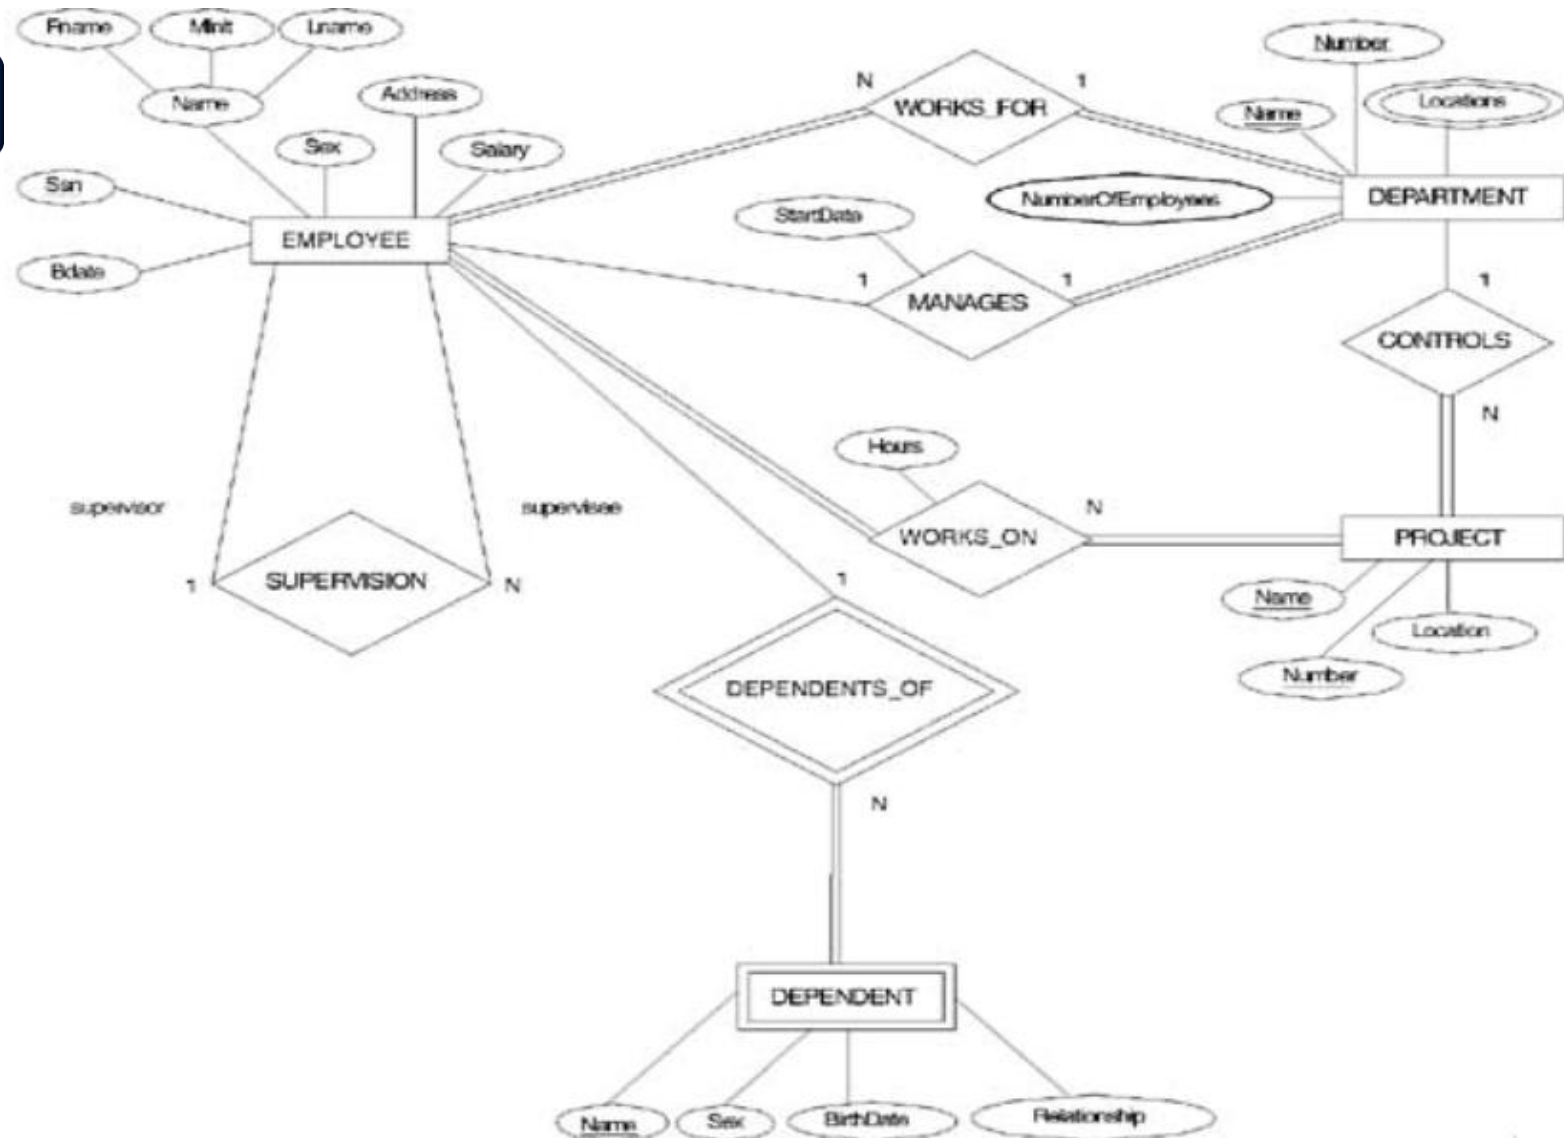 Fname
Minit
Lname
Number
Name
Address
N
1
WORKS_FOR
Name
Locations
Sex
Salary
Ssn
StartDate
NumberOfEmployees
DEPARTMENT
EMPLOYEE
Bdate
1
1
1
MANAGES
CONTROLS
N
Hours
supervisor
supervisee
N
WORKS_ON
PROJECT
1
SUPERVISION
N
1
Name
Location
Number
DEPENDENTS_OF
N
DEPENDENT
Name
Sex
BirthDate
Relationship